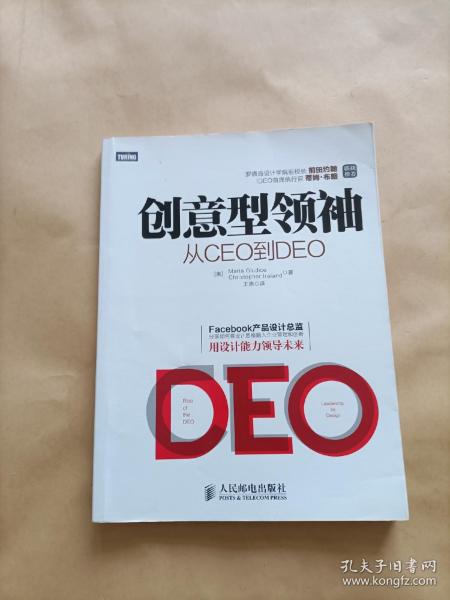 TURING
罗德岛设计学院前校长 前田约翰
IDEO首席执行官 蒂姆·布朗
联袂
推荐
创意型领袖
从CEO到DEO
[美] Maria Giudice
Christopher Ireland 著
王沛 译
Facebook产品设计总监
用设计能力领导未来
DEO
Rise
of
the
DEO
Leadership
by
Design
人民邮电出版社
POSTS & TELECOM PRESS
孔夫子旧书网
www.kongfz.com